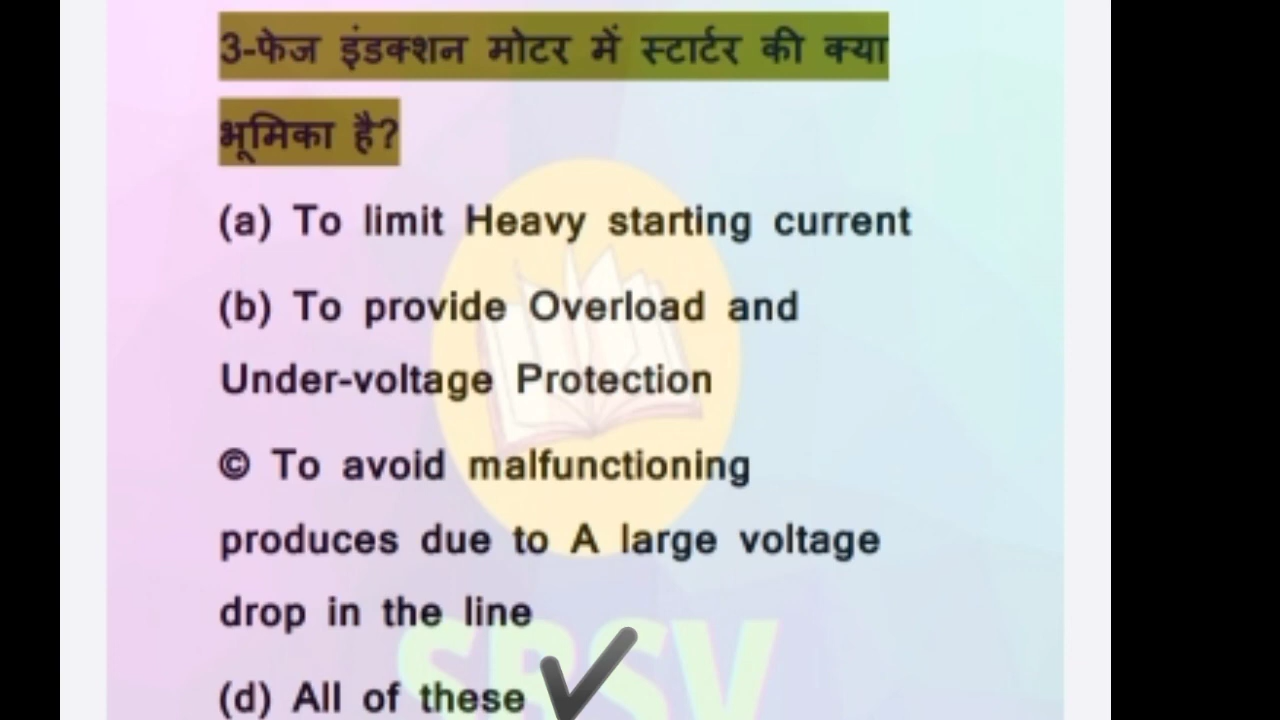 3-फेज इंडक्शन मोटर में स्टार्टर की क्या
भूमिका है?
(a) To limit Heavy starting current
(b) To provide Overload and
Under-voltage Protection
© To avoid malfunctioning
produces due to A large voltage
drop in the line
SBSV
(d) All of these